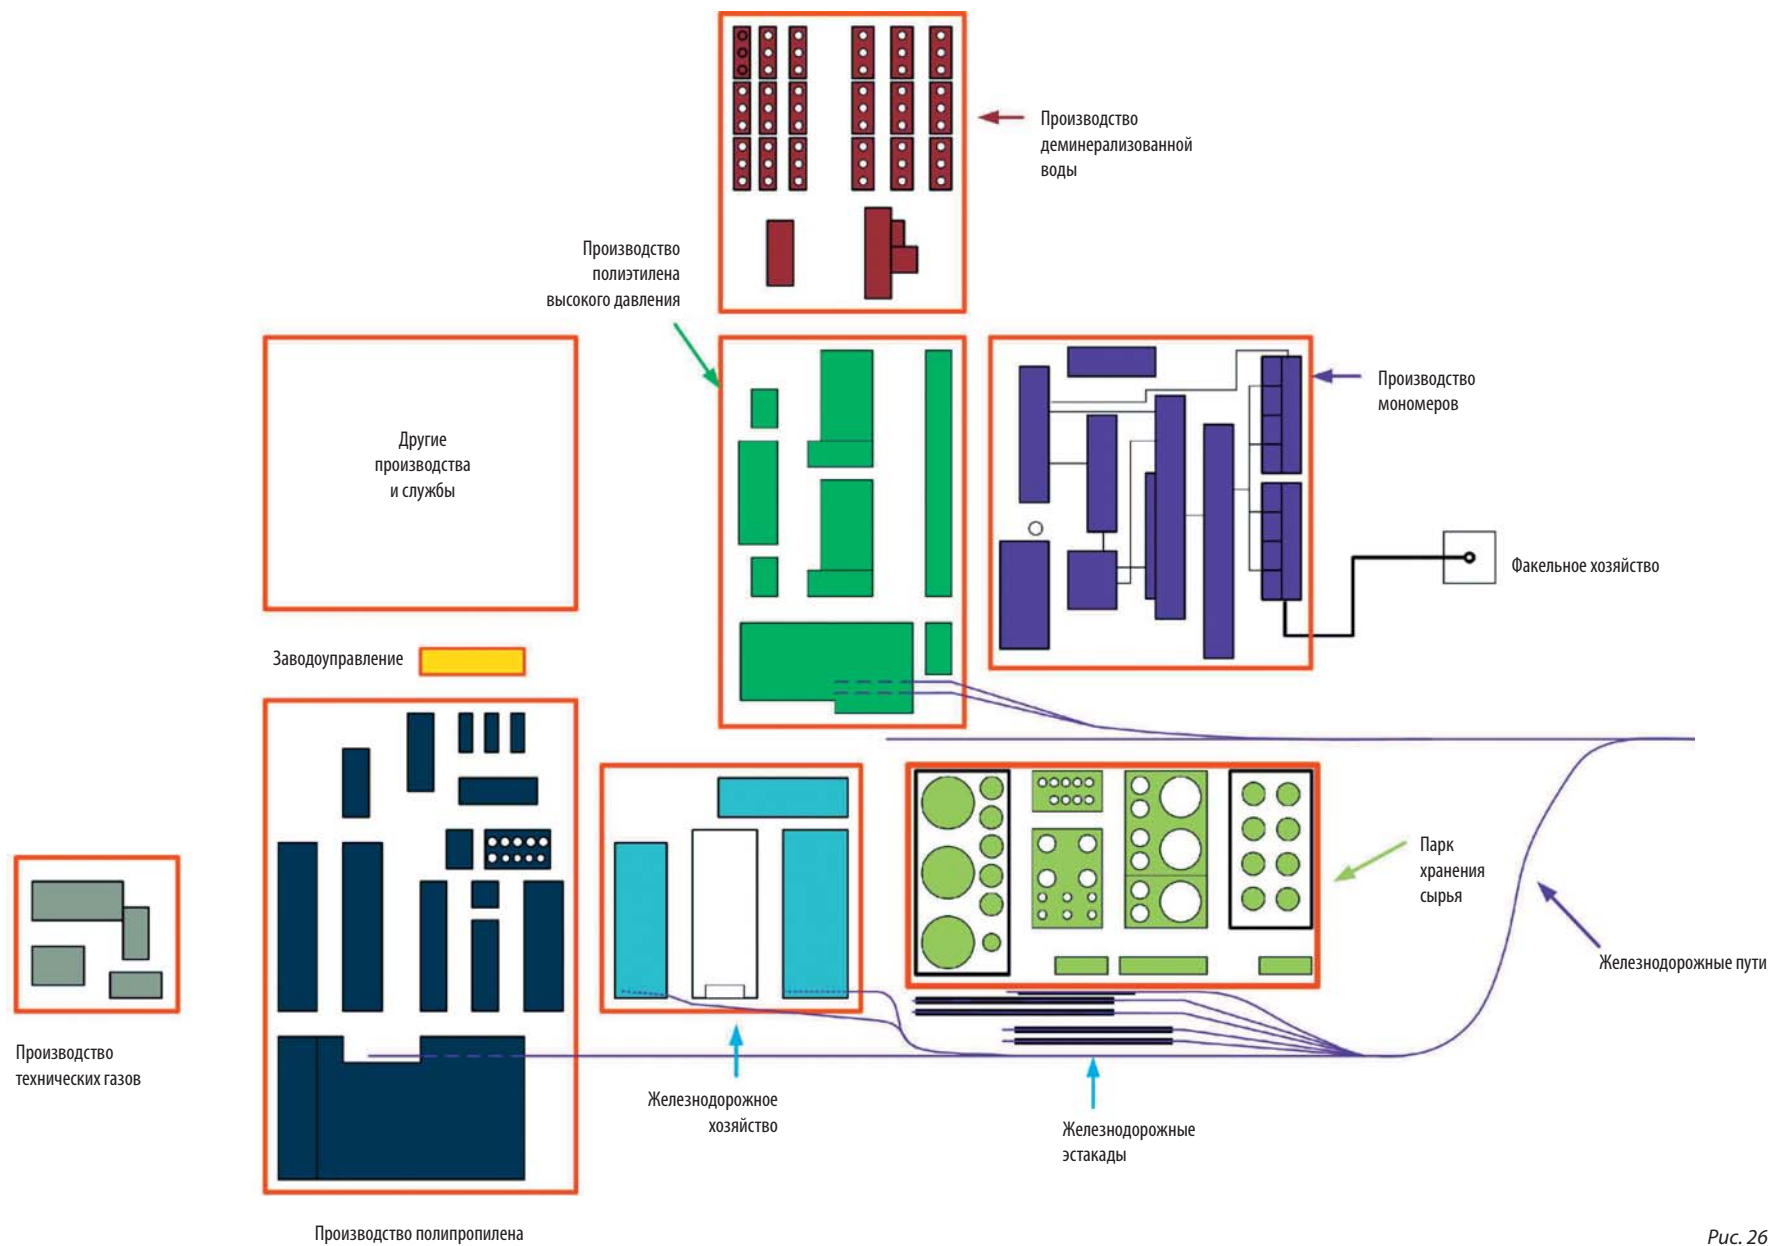 Производство
деминерализованной
воды
Производство
полиэтилена
высокого давления
Производство
мономеров
Другие
производства
и службы
Факельное хозяйство
Заводоуправление
Парк
хранения
сырья
Железнодорожные пути
Производство
технических газов
Железнодорожное
хозяйство
Железнодорожные
эстакады
Производство полипропилена
Рис. 26